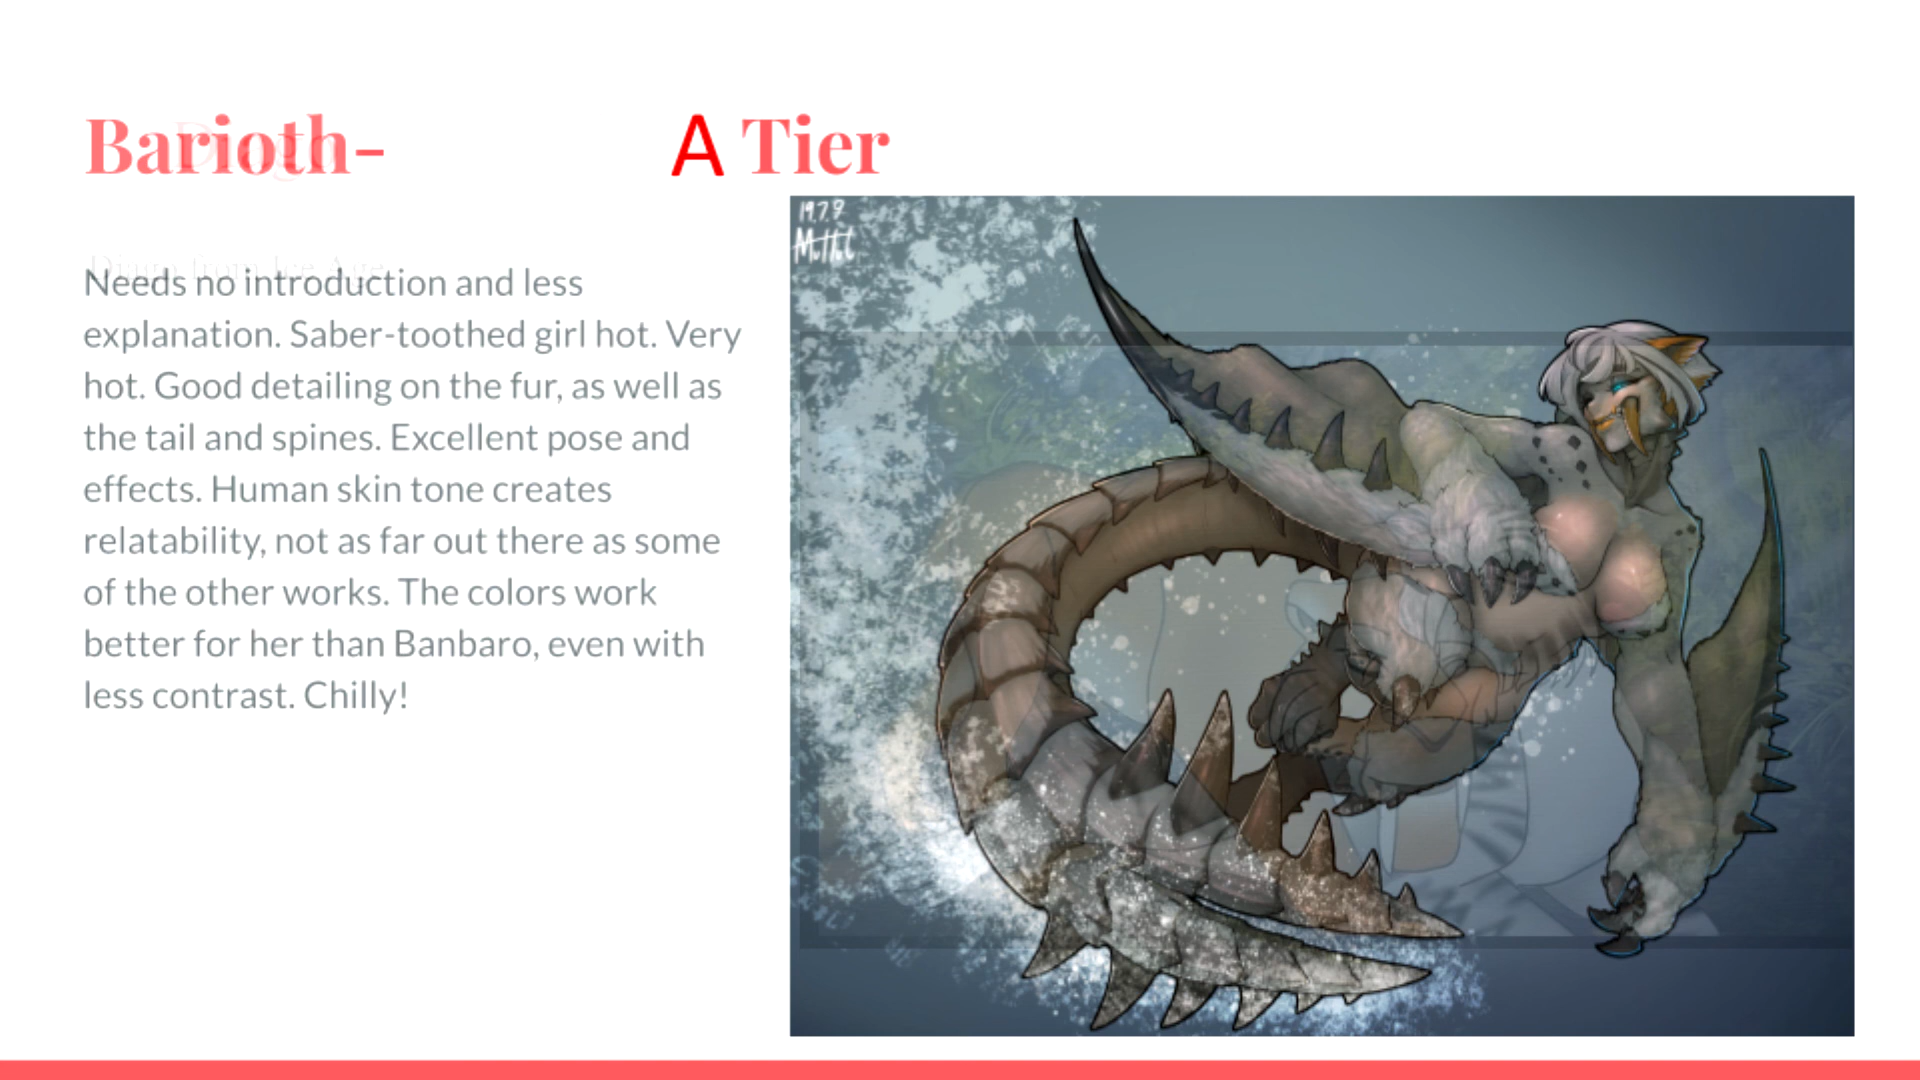 Barioth- A Tier
Needs no introduction and less
explanation. Saber-toothed girl hot. Very
hot. Good detailing on the fur, as well as
the tail and spines. Excellent pose and
effects. Human skin tone creates
relatability, not as far out there as some
of the other works. The colors work
better for her than Banbaro, even with
less contrast. Chilly!
19.7.9